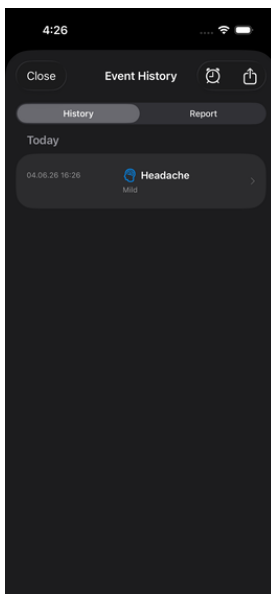 4:26
Close
Event History
History
Report
Today
04.06.26 16:26
Headache
Mild